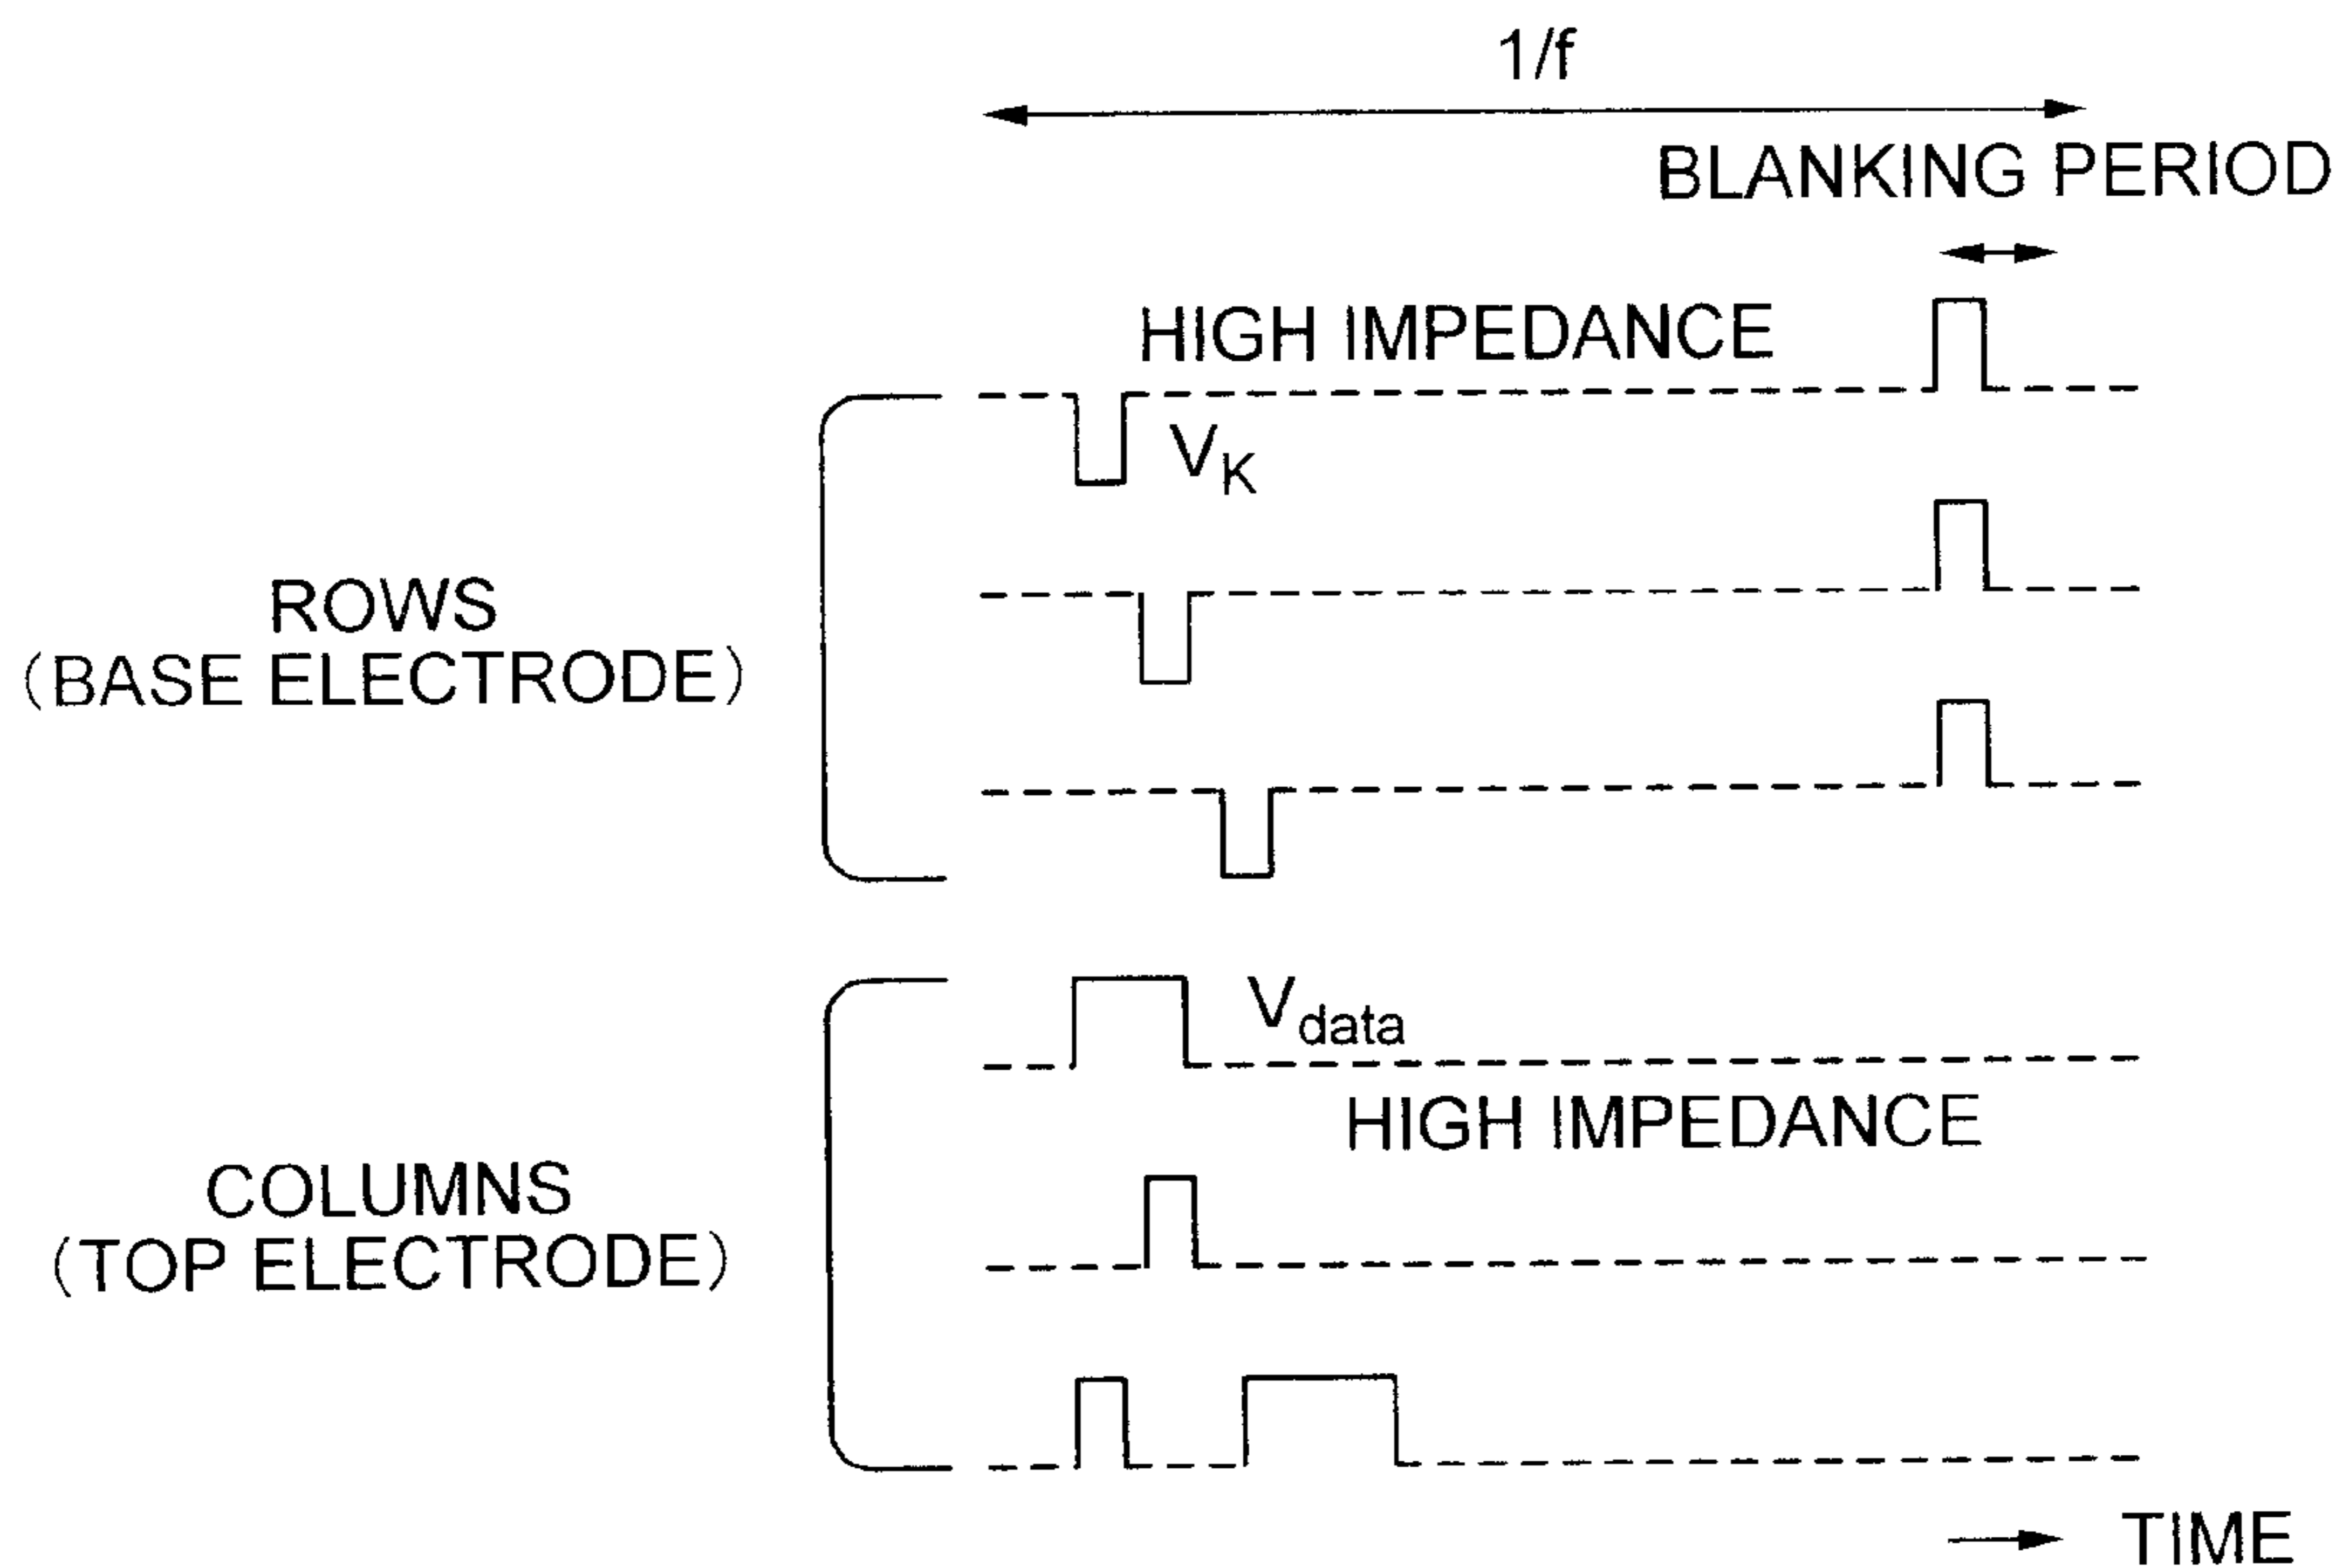 1/f
BLANKING PERIOD
HIGH IMPEDANCE
VK
ROWS
(BASE ELECTRODE)
Vdata
HIGH IMPEDANCE
COLUMNS
(TOP ELECTRODE)
TIME